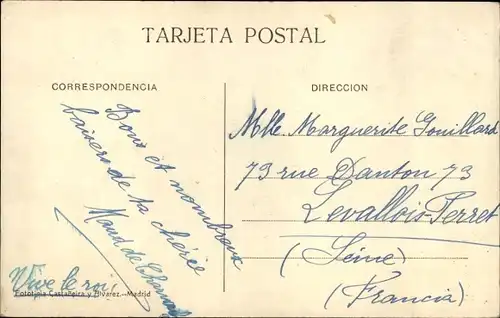 TARJETA POSTAL
CORRESPONDENCIA
DIRECCION
Bons et nombreux
baisers de ta chérie
Maud de
Vive le roi,
Fototipia Castañeira y Alvarez.-Madrid
Mlle. Marguerite Gouillard
73 rue Danton 73
Levallois-Perret
(Seine)
(Francia)